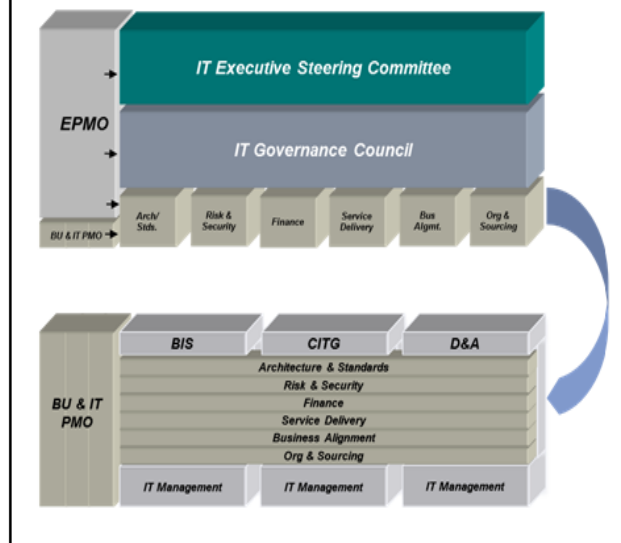 IT Executive Steering Committee
EPMO
IT Governance Council
Arch/
Stds.
Risk &
Security
Finance
Service
Delivery
Bus
Algmt.
Org &
Sourcing
BU & IT PMO
BIS
CITG
D&A
Architecture & Standards
Risk & Security
BU & IT
PMO
Finance
Service Delivery
Business Alignment
Org & Sourcing
IT Management
IT Management
IT Management